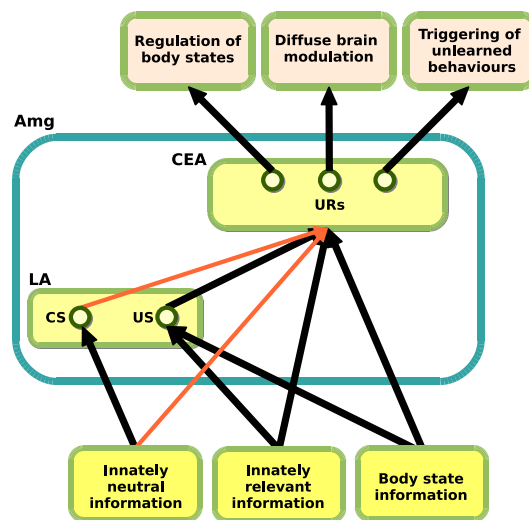 Regulation of
body states
Diffuse brain
modulation
Triggering of
unlearned
behaviours
Amg
CEA
URs
LA
CS
US
Innately
neutral
information
Innately
relevant
information
Body state
information